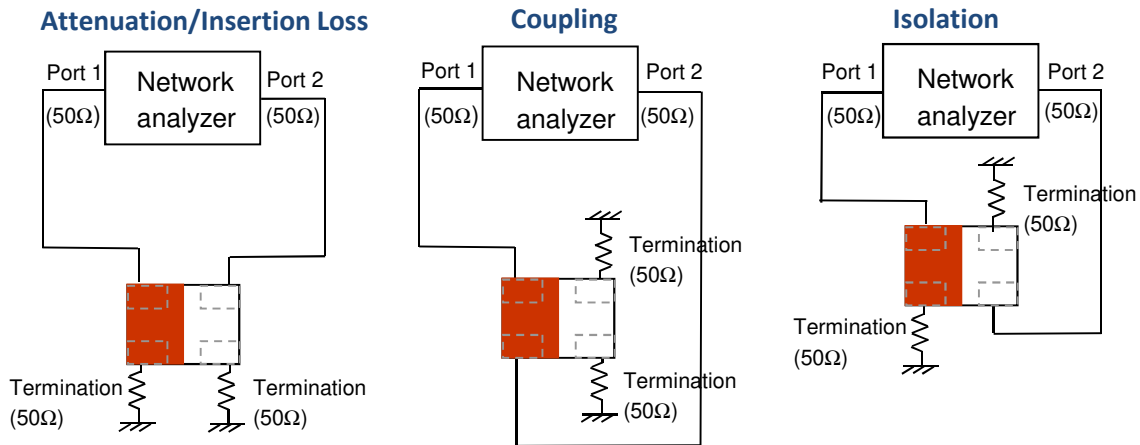 Attenuation/Insertion Loss
Port 1
Network
analyzer
Port 2
(50Ω)
(50Ω)
Termination
(50Ω)
Termination
(50Ω)
Coupling
Port 1
Network
analyzer
Port 2
(50Ω)
(50Ω)
Termination
(50Ω)
Termination
(50Ω)
Isolation
Port 1
Network
analyzer
Port 2
(50Ω)
(50Ω)
Termination
(50Ω)
Termination
(50Ω)